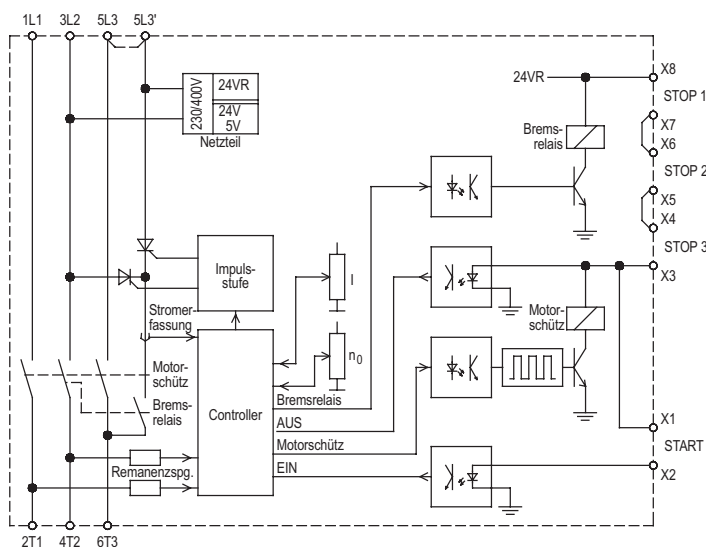 1L1 3L2 5L3 5L3'
230/400V
24VR
24V
5V
Netzteil
24VR
X8
STOP 1
X7
X6
STOP 2
X5
X4
STOP 3
X3
Brems-
relais
Impuls-
stufe
Stromer-
fassung
I
n0
Motor-
schütz
Motor-
schütz
Brems-
relais
Controller
Bremsrelais
AUS
Motorschütz
EIN
Remanenzspg.
X1
START
X2
2T1 4T2 6T3